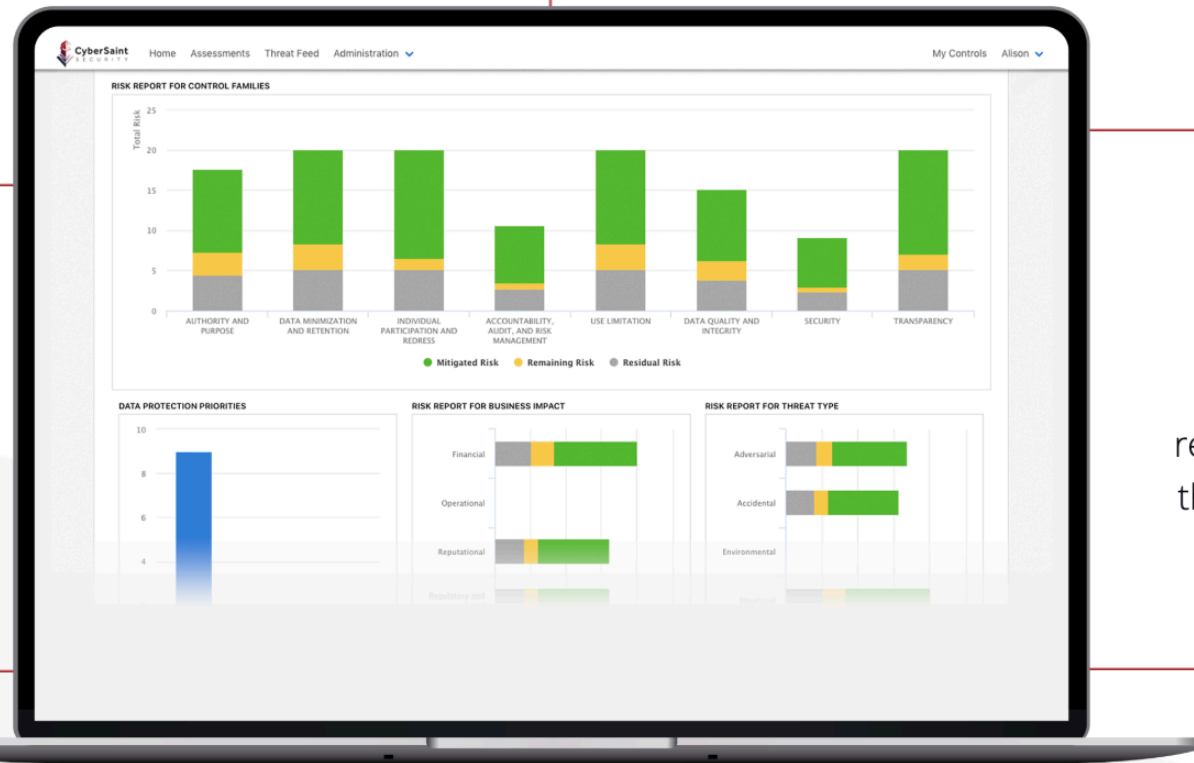 CyberSaint
SECURITY
Home Assessments Threat Feed Administration
My Controls Alison
RISK REPORT FOR CONTROL FAMILIES
Total Risk
25
20
15
10
5
0
AUTHORITY AND
PURPOSE
DATA MINIMIZATION
AND RETENTION
INDIVIDUAL
PARTICIPATION AND
REDRESS
ACCOUNTABILITY,
AUDIT, AND RISK
MANAGEMENT
USE LIMITATION
DATA QUALITY AND
INTEGRITY
SECURITY
TRANSPARENCY
Mitigated Risk Remaining Risk Residual Risk
DATA PROTECTION PRIORITIES
10
8
6
4
RISK REPORT FOR BUSINESS IMPACT
Financial
Operational
Reputational
Regulatory and
RISK REPORT FOR THREAT TYPE
Adversarial
Accidental
Environmental